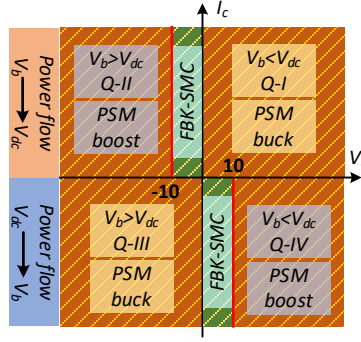 I_c
Power flow
V_b → V_dc
V_b>V_dc
Q-II
PSM
boost
FBK-SMC
V_b<V_dc
Q-I
PSM
buck
V
-10
10
Power flow
V_dc → V_b
V_b>V_dc
Q-III
PSM
buck
FBK-SMC
V_b<V_dc
Q-IV
PSM
boost